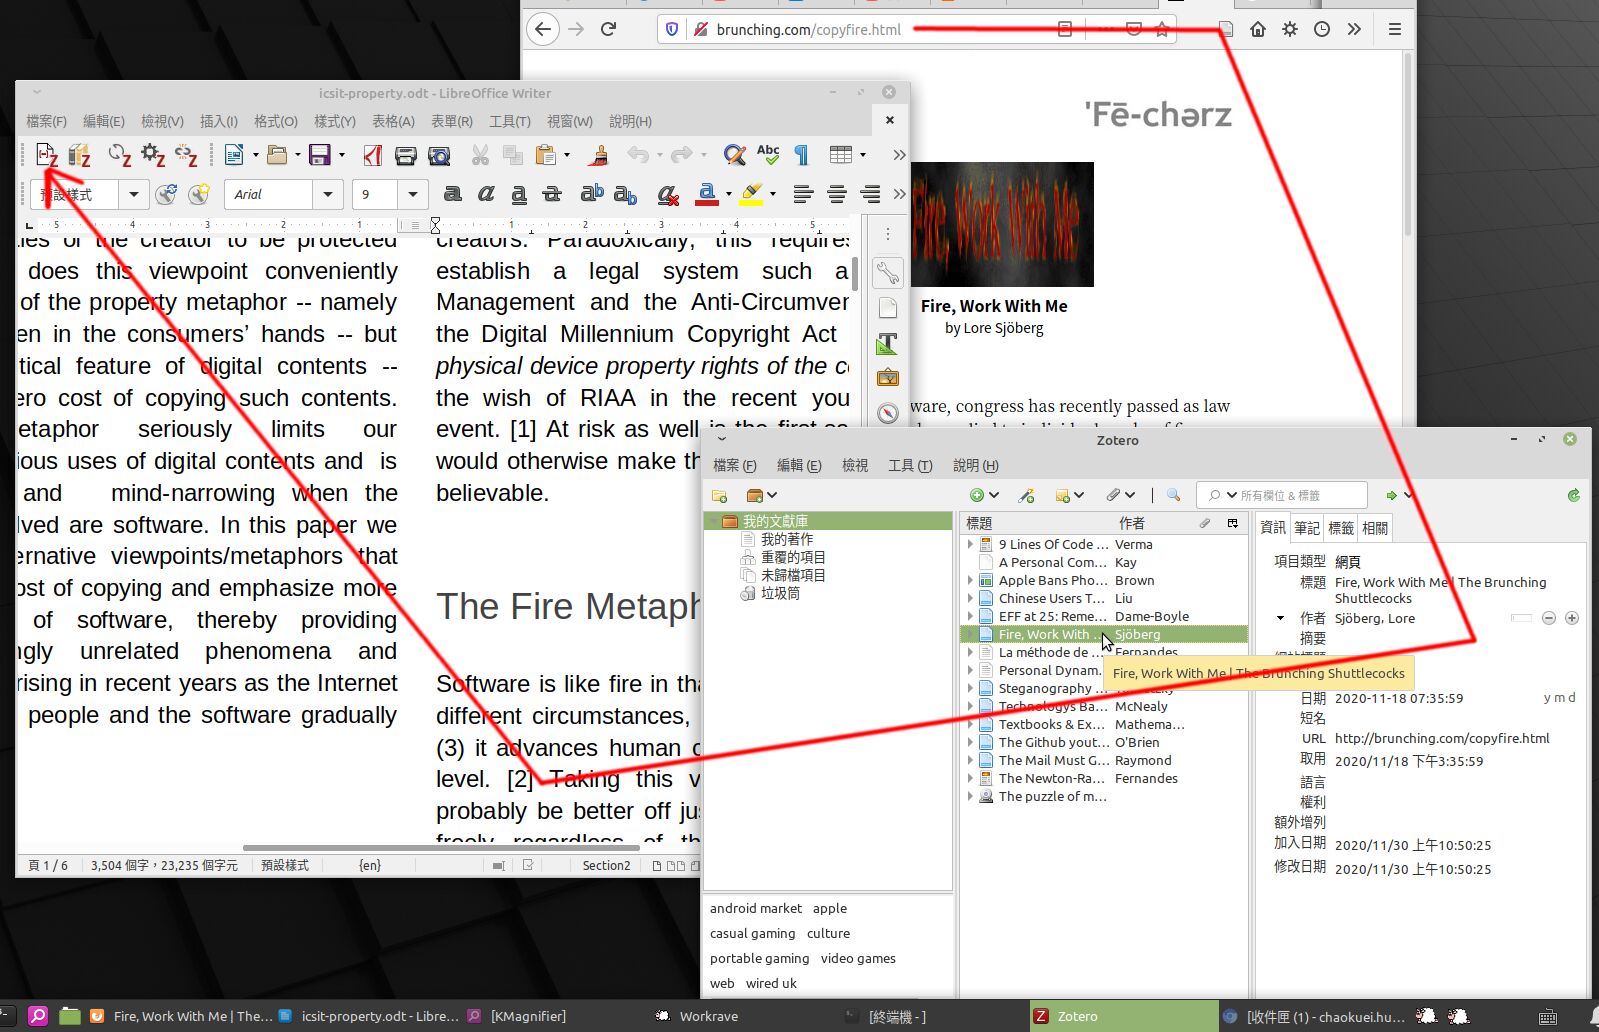 brunching.com/copyfire.html
'Fē-chərz
Fire, Work With Me
Fire, Work With Me
by Lore Sjöberg
ware, congress has recently passed as law
icsit-property.odt - LibreOffice Writer
檔案(F) 編輯(E) 檢視(V) 插入(I) 格式(O) 樣式(Y) 表格(A) 表單(R) 工具(T) 視窗(W) 說明(H)
預設樣式 Arial 9
5 4 3 2 1 1 2 3 4 5
creator to be protected
does this viewpoint conveniently
of the property metaphor -- namely
en in the consumers' hands -- but
tical feature of digital contents --
ero cost of copying such contents.
etaphor seriously limits our
ious uses of digital contents and is
and mind-narrowing when the
lved are software. In this paper we
ernative viewpoints/metaphors that
ost of copying and emphasize more
of software, thereby providing
ngly unrelated phenomena and
rising in recent years as the Internet
people and the software gradually
creators. Paradoxically, this requires
establish a legal system such a
Management and the Anti-Circumver
the Digital Millennium Copyright Act
physical device property rights of the c
the wish of RIAA in the recent you
event. [1] At risk as well is the first-s
would otherwise make th
believable.
The Fire Metaph
Software is like fire in tha
different circumstances,
(3) it advances human c
level. [2] Taking this v
probably be better off jus
freely regardless of th
頁 1 / 6 3,504 個字，23,235 個字元 預設樣式 {en} Section2
Zotero
檔案 (F) 編輯 (E) 檢視 工具 (T) 說明 (H)
所有欄位 & 標籤
我的文獻庫
我的著作
重覆的項目
未歸檔項目
垃圾筒
android market apple
casual gaming culture
portable gaming video games
web wired uk
標題 作者
9 Lines Of Code ... Verma
A Personal Com... Kay
Apple Bans Pho... Brown
Chinese Users T... Liu
EFF at 25: Reme... Dame-Boyle
Fire, Work With ... Sjöberg
La méthode de ... Fernandes
Personal Dynam...
Fire, Work With Me | The Brunching Shuttlecocks
Steganography
Technologys Ba... McNealy
Textbooks & Ex... Mathema...
The Github yout... O'Brien
The Mail Must G... Raymond
The Newton-Ra... Fernandes
The puzzle of m...
資訊 筆記 標籤 相關
項目類型 網頁
標題 Fire, Work With Me | The Brunching
Shuttlecocks
作者 Sjöberg, Lore
摘要
日期 2020-11-18 07:35:59 y m d
短名
URL http://brunching.com/copyfire.html
取用 2020/11/18 下午3:35:59
語言
權利
額外增列
加入日期 2020/11/30 上午10:50:25
修改日期 2020/11/30 上午10:50:25
Fire, Work With Me | The... icsit-property.odt - Libre... [KMagnifier] Workrave [終端機 - ] Zotero [收件匣 (1) - chaokuei.hu...